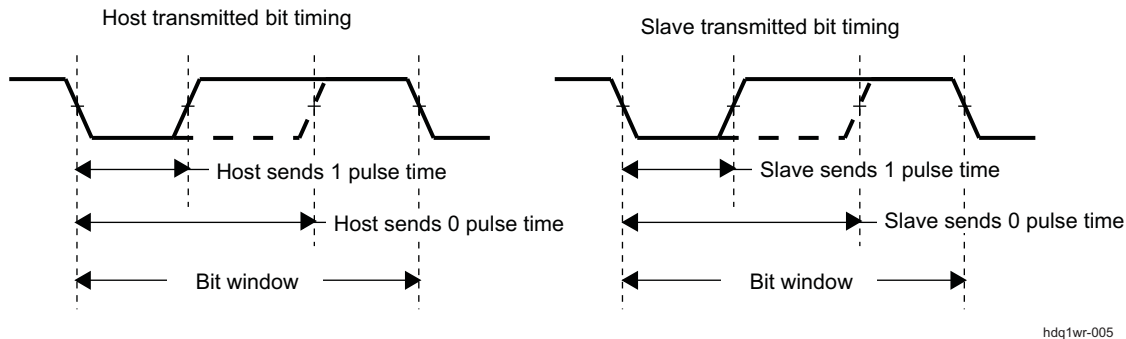 Host transmitted bit timing
Slave transmitted bit timing
Host sends 1 pulse time
Slave sends 1 pulse time
Host sends 0 pulse time
Slave sends 0 pulse time
Bit window
Bit window
hdq1wr-005